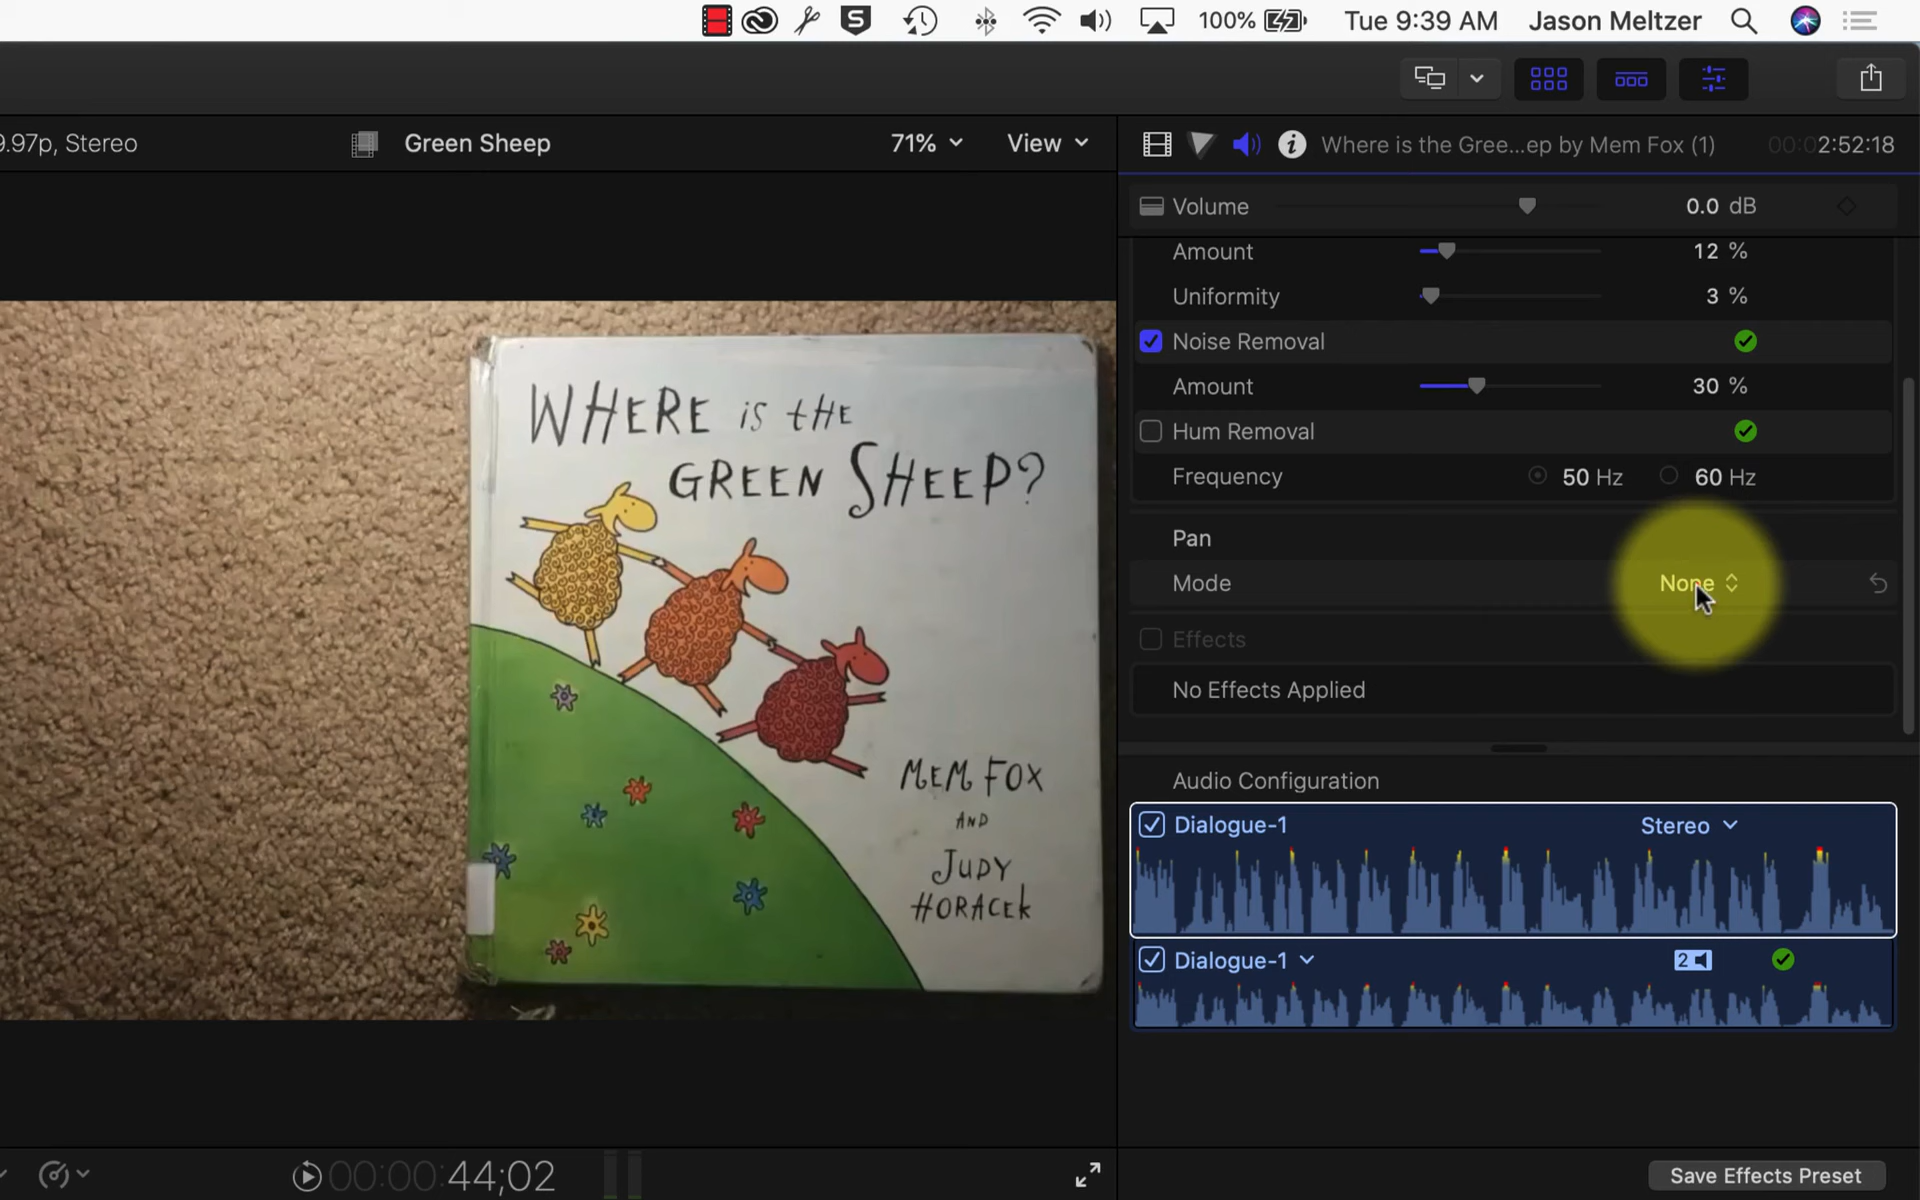 100%
Tue 9:39 AM
Jason Meltzer
9.97p, Stereo
Green Sheep
71%
View
Where is the Gree...ep by Mem Fox (1)
00:02:52:18
Volume
0.0 dB
Amount
12 %
Uniformity
3 %
Noise Removal
Amount
30 %
Hum Removal
Frequency
50 Hz
60 Hz
Pan
Mode
None
Effects
No Effects Applied
Audio Configuration
Dialogue-1
Stereo
Dialogue-1
2
WHERE is tHE
GREEN SHEEP?
MEM FOX
AND
JUDY
HORACEK
00:00:44;02
Save Effects Preset